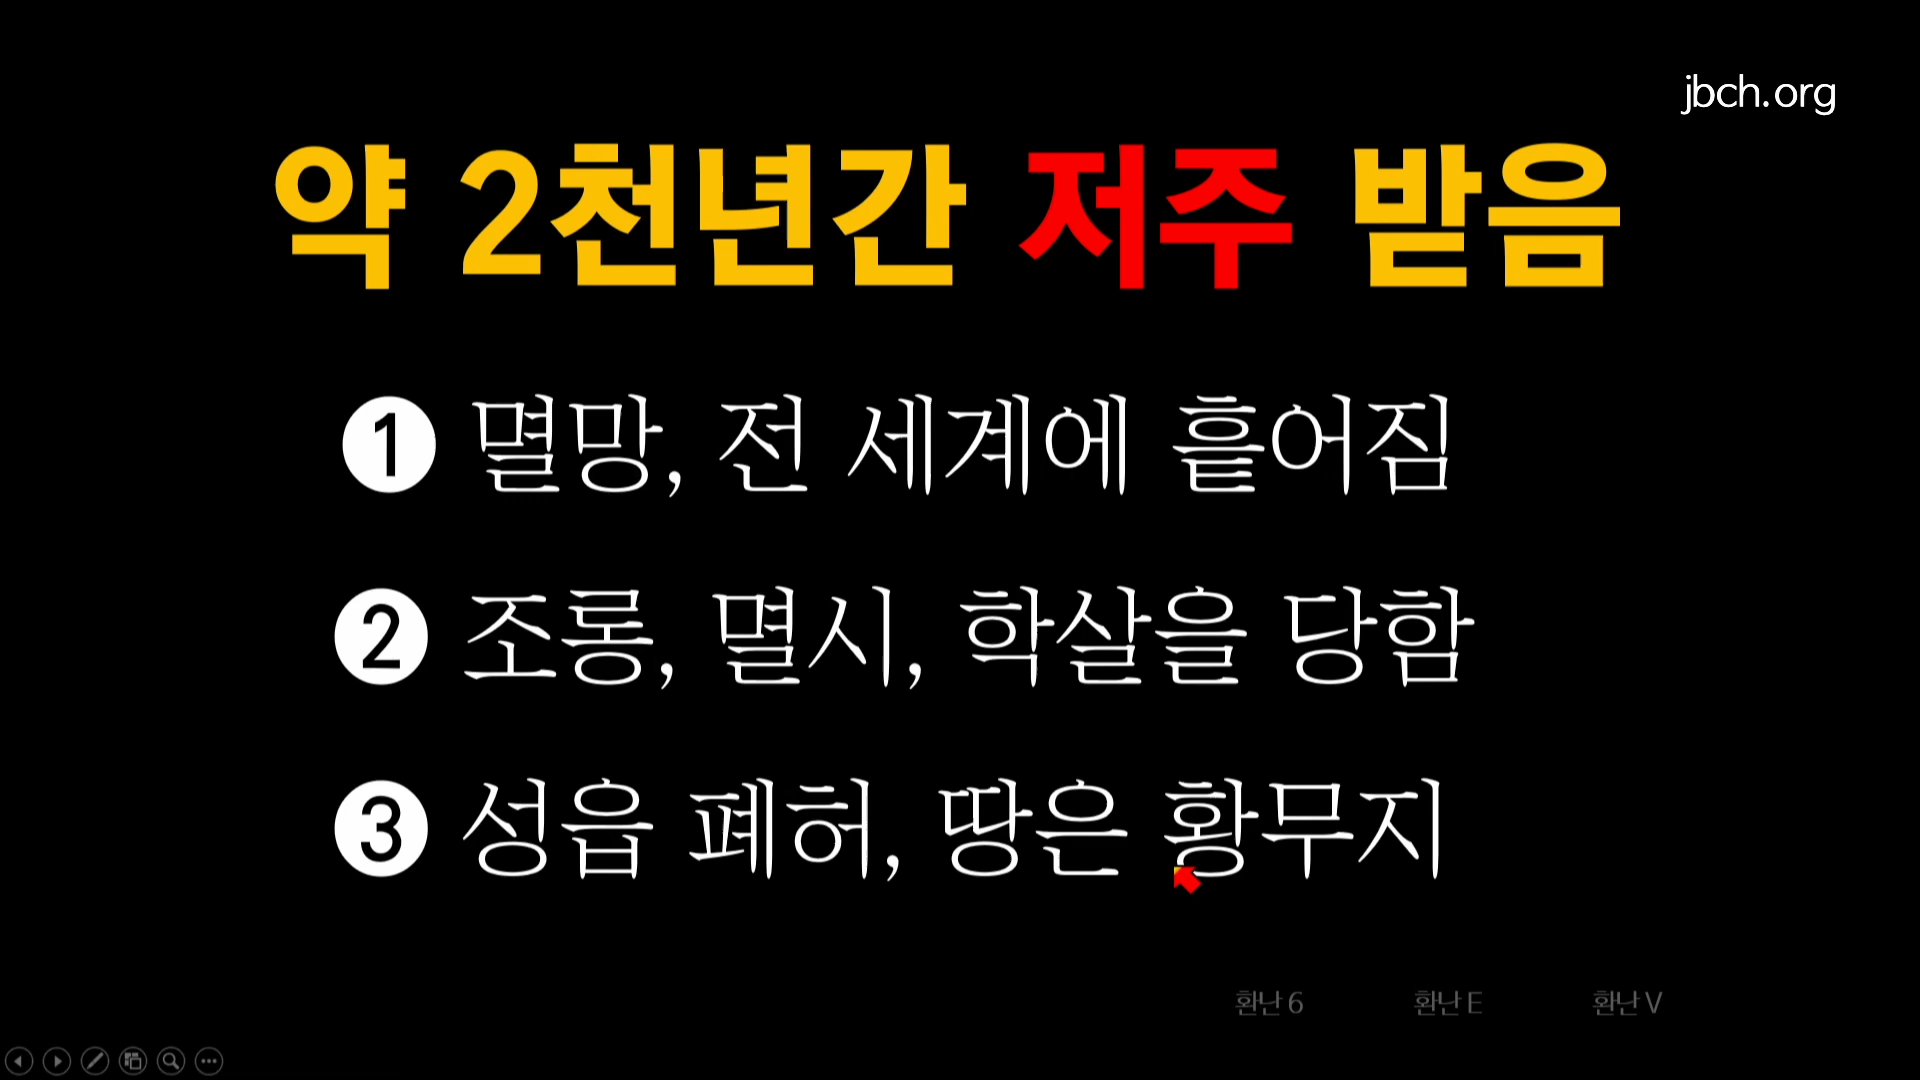 jbch.org
약 2천년간 저주 받음
❶ 멸망, 전 세계에 흩어짐
❷ 조롱, 멸시, 학살을 당함
❸ 성읍 폐허, 땅은 황무지
환난 6 환난 E 환난 V